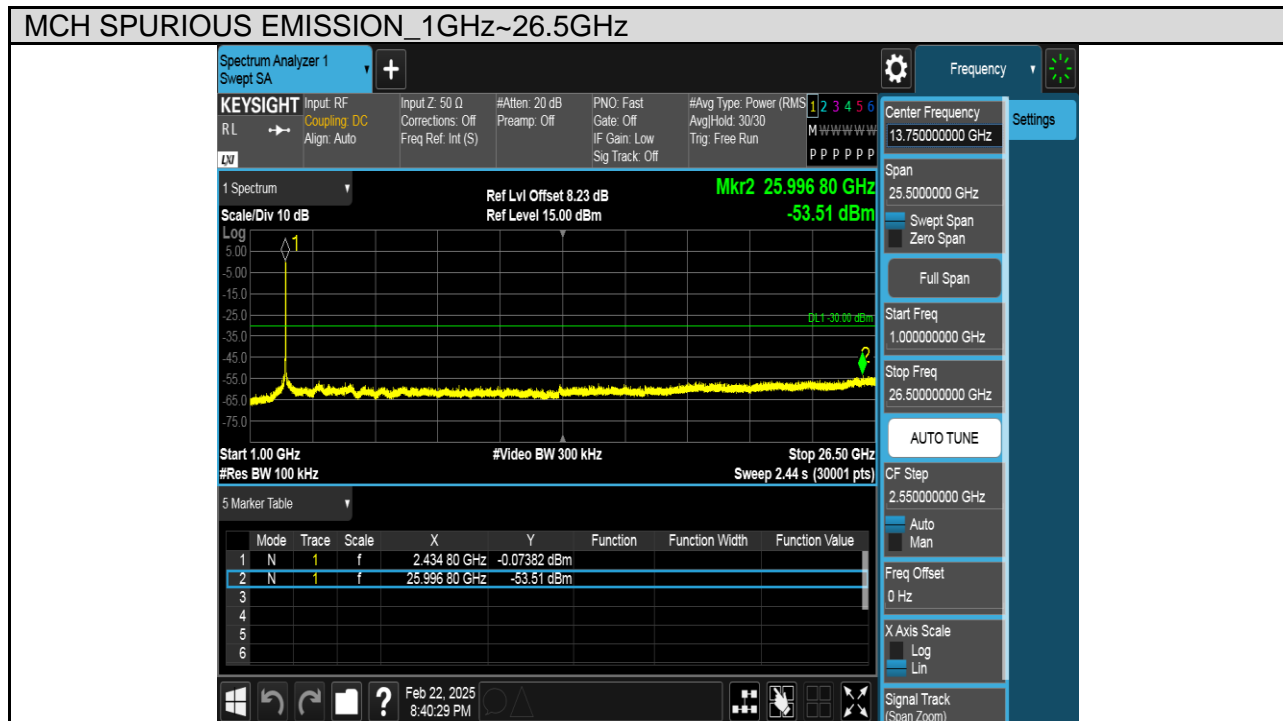 MCH SPURIOUS EMISSION_1GHz~26.5GHz
Spectrum Analyzer 1
Swept SA
+
Frequency
KEYSIGHT
RL
LXI
Input: RF
Coupling: DC
Align: Auto
Input Z: 50 Ω
Corrections: Off
Freq Ref: Int (S)
#Atten: 20 dB
Preamp: Off
PNO: Fast
Gate: Off
IF Gain: Low
Sig Track: Off
#Avg Type: Power (RMS
Avg|Hold: 30/30
Trig: Free Run
1 2 3 4 5 6
M W W W W W
P P P P P P
Center Frequency
13.750000000 GHz
Settings
Span
25.5000000 GHz
Swept Span
Zero Span
Full Span
Start Freq
1.000000000 GHz
Stop Freq
26.500000000 GHz
AUTO TUNE
CF Step
2.550000000 GHz
Auto
Man
Freq Offset
0 Hz
X Axis Scale
Log
Lin
Signal Track
(Span Zoom)
1 Spectrum
Scale/Div 10 dB
Ref Lvl Offset 8.23 dB
Ref Level 15.00 dBm
Mkr2 25.996 80 GHz
-53.51 dBm
Log
5.00
-5.00
-15.0
-25.0
-35.0
-45.0
-55.0
-65.0
-75.0
1
DL1 -30.00 dBm
2
Start 1.00 GHz
#Res BW 100 kHz
#Video BW 300 kHz
Stop 26.50 GHz
Sweep 2.44 s (30001 pts)
5 Marker Table
Mode Trace Scale X Y Function Function Width Function Value
1 N 1 f 2.434 80 GHz -0.07382 dBm
2 N 1 f 25.996 80 GHz -53.51 dBm
3
4
5
6
?
Feb 22, 2025
8:40:29 PM